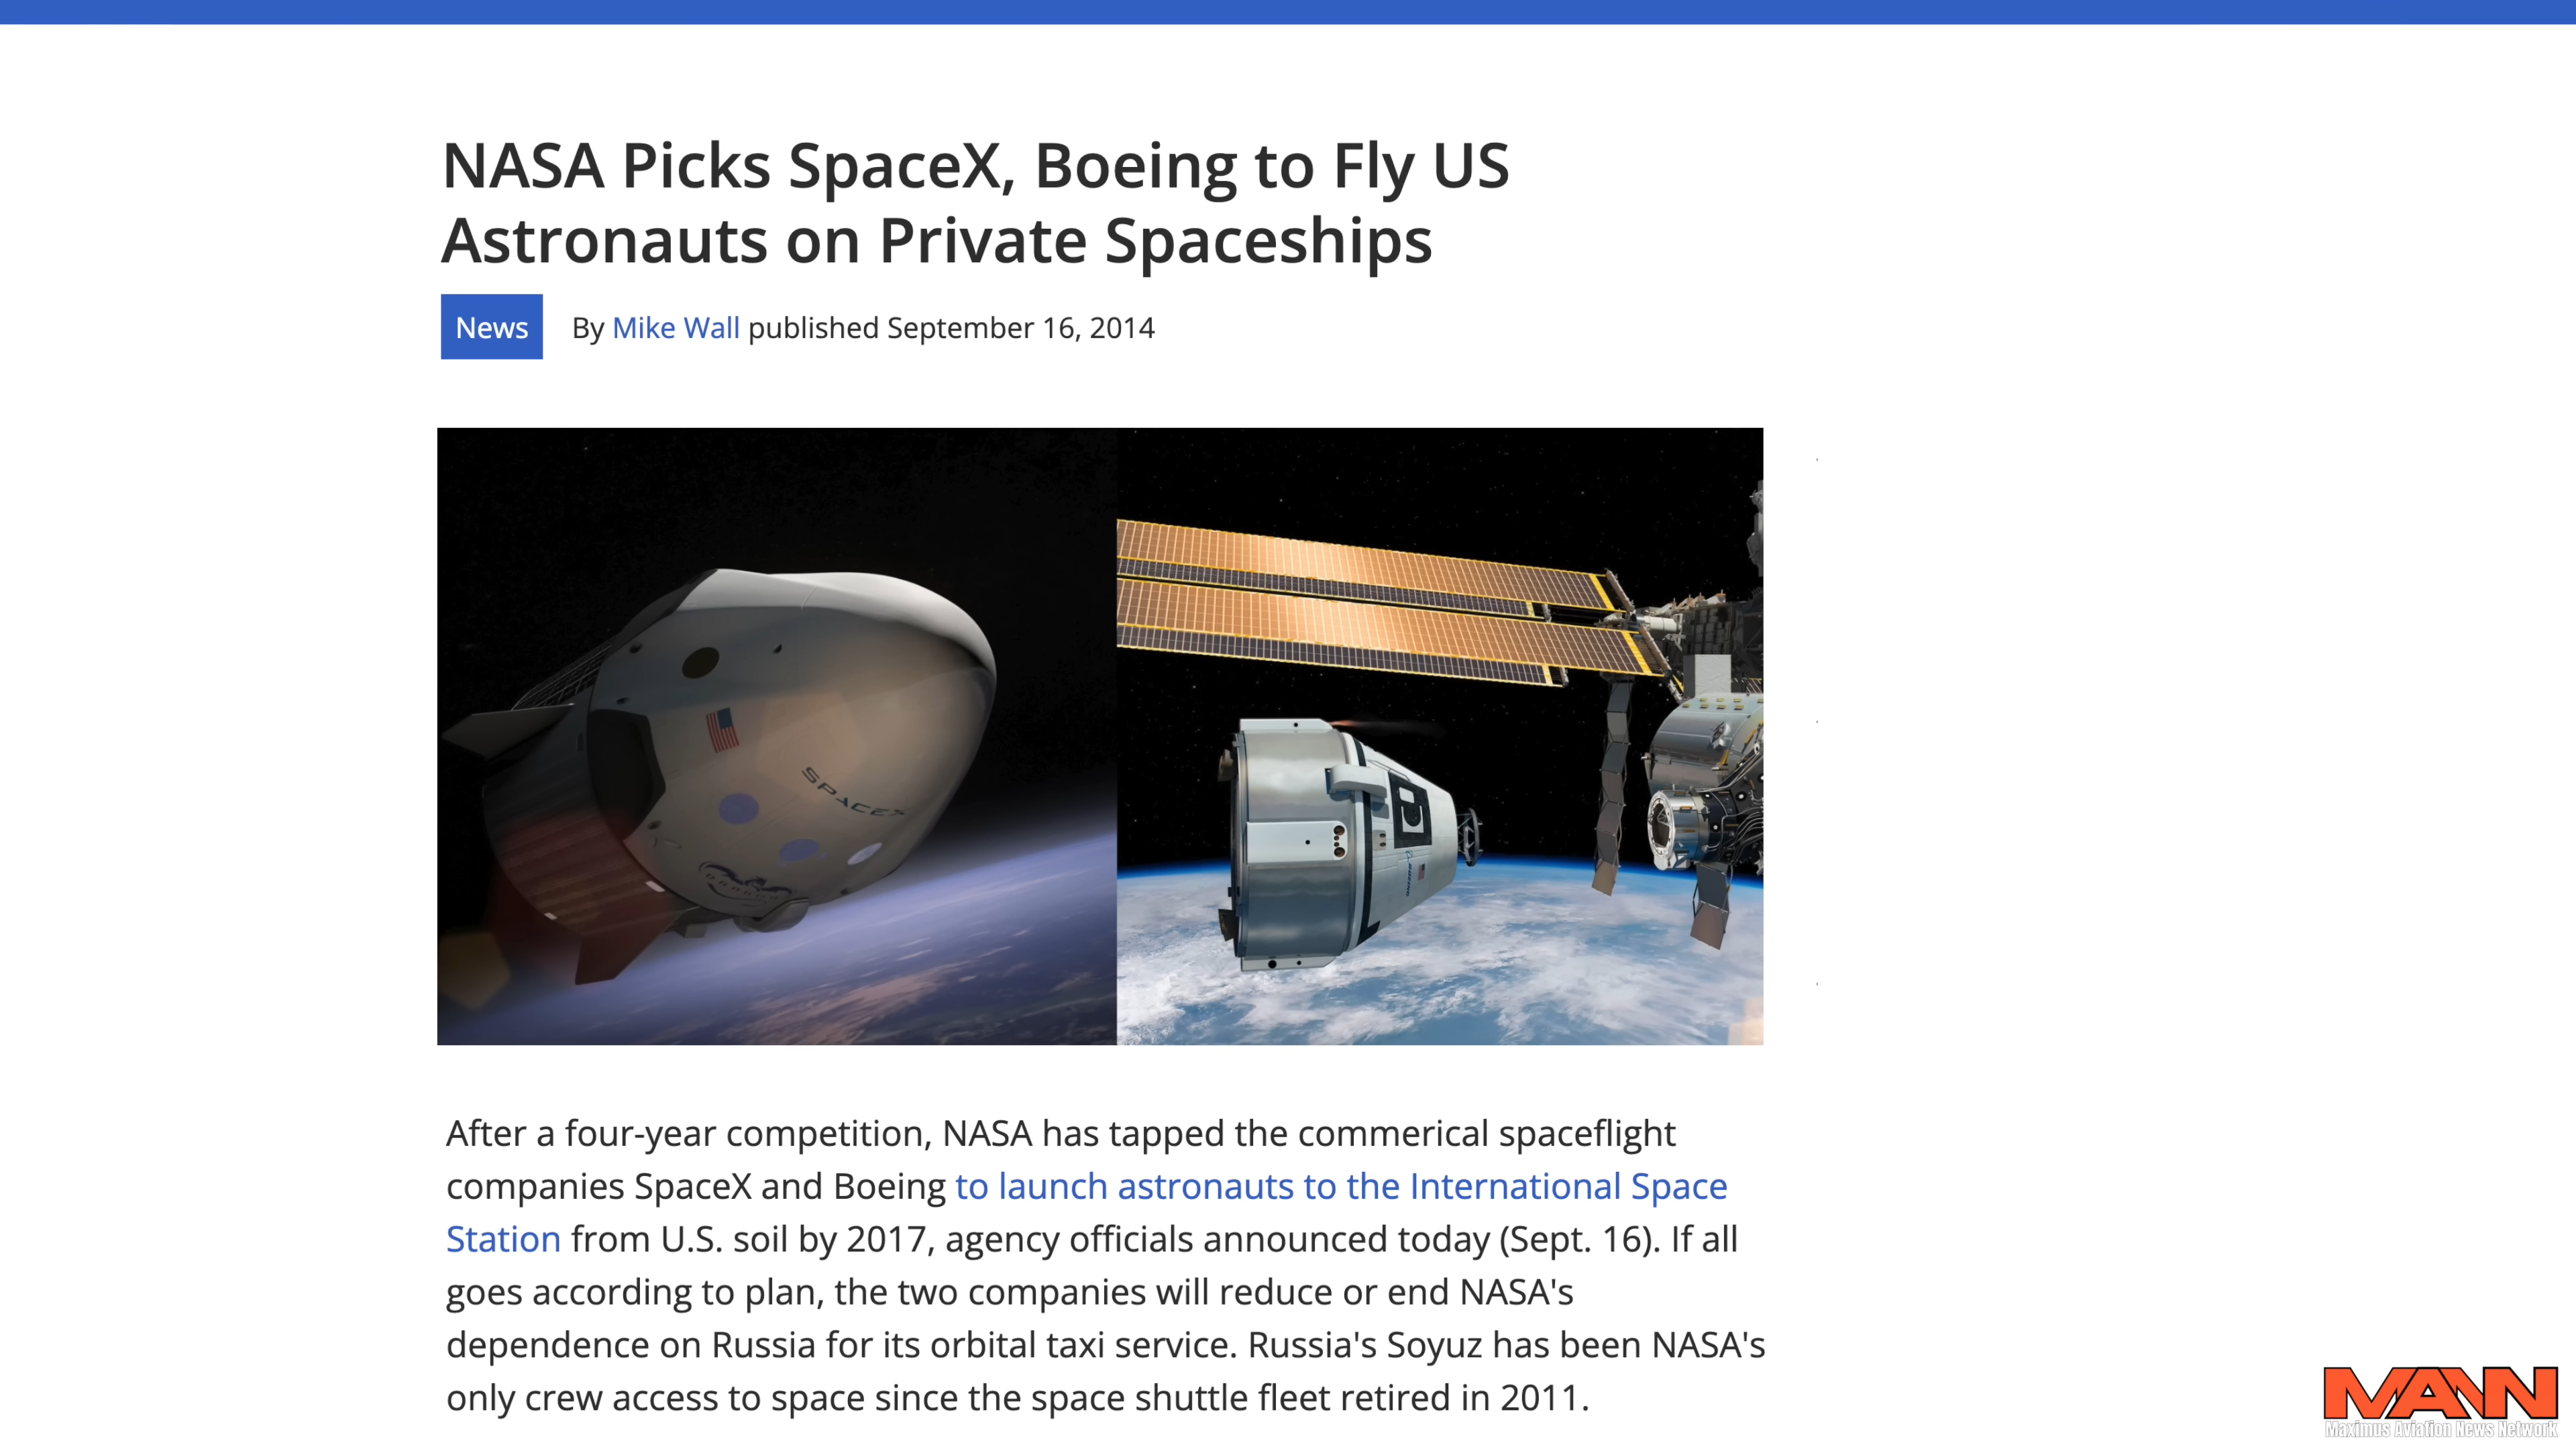 NASA Picks SpaceX, Boeing to Fly US
Astronauts on Private Spaceships
News By Mike Wall published September 16, 2014
SPACEX
BOEING
After a four-year competition, NASA has tapped the commerical spaceflight
companies SpaceX and Boeing to launch astronauts to the International Space
Station from U.S. soil by 2017, agency officials announced today (Sept. 16). If all
goes according to plan, the two companies will reduce or end NASA's
dependence on Russia for its orbital taxi service. Russia's Soyuz has been NASA's
only crew access to space since the space shuttle fleet retired in 2011.
MANN
Maximus Aviation News Network